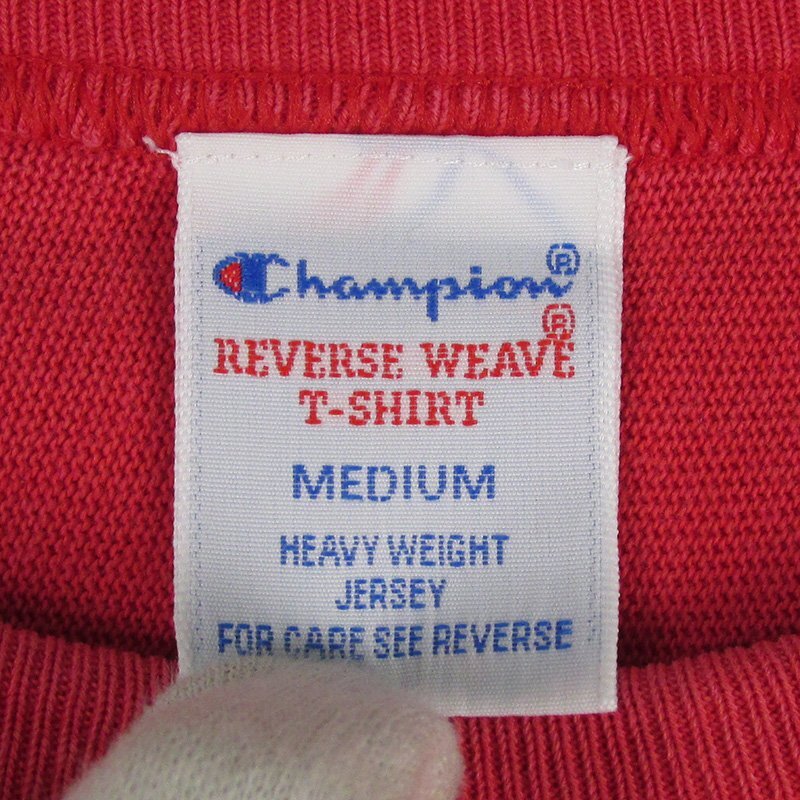 Champion®
REVERSE WEAVE®
T-SHIRT
MEDIUM
HEAVY WEIGHT
JERSEY
FOR CARE SEE REVERSE